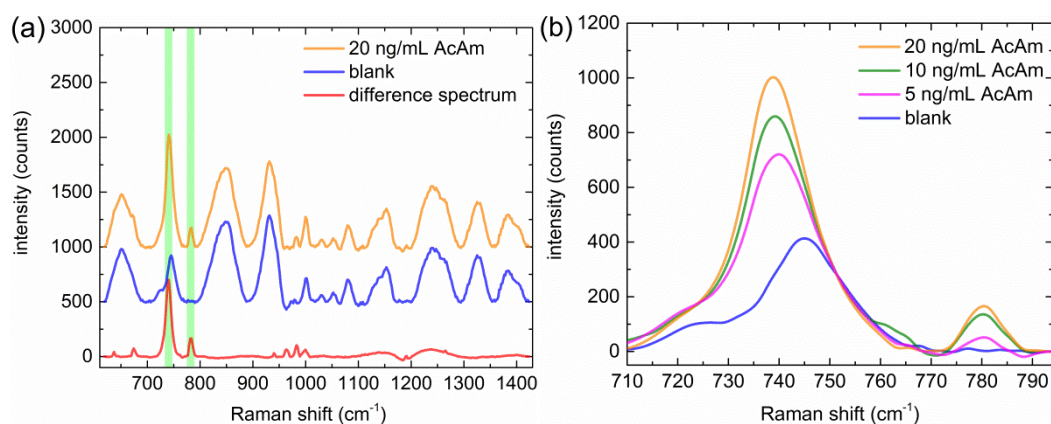 (a)
3000
2500
2000
1500
1000
500
0
intensity (counts)
20 ng/mL AcAm
blank
difference spectrum
700 800 900 1000 1100 1200 1300 1400
Raman shift (cm⁻¹)
(b)
1200
1000
800
600
400
200
0
intensity (counts)
20 ng/mL AcAm
10 ng/mL AcAm
5 ng/mL AcAm
blank
710 720 730 740 750 760 770 780 790
Raman shift (cm⁻¹)